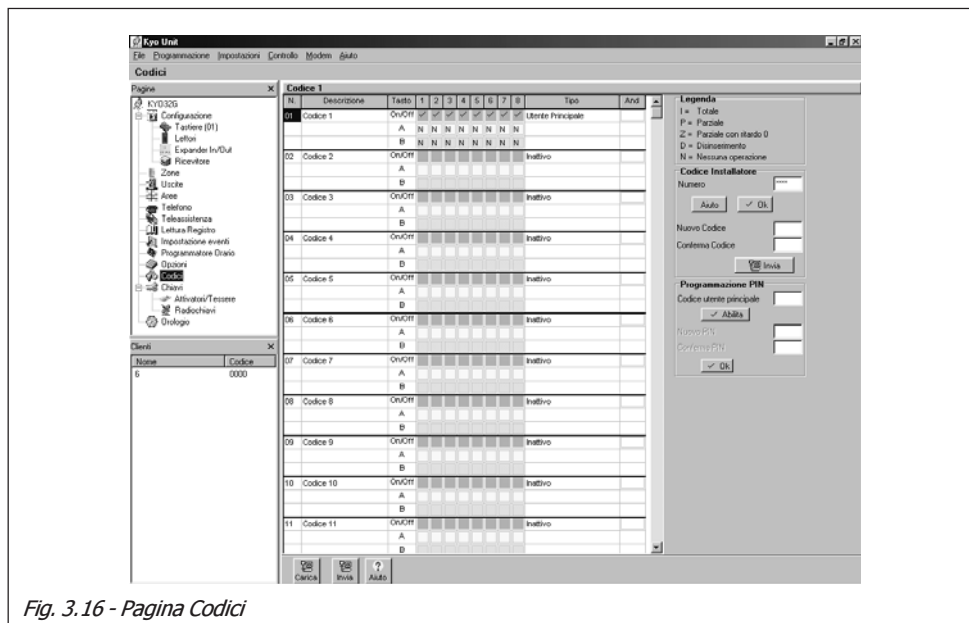 Kyo Unit
File Programmazione Impostazioni Controllo Modem Aiuto
Codici
Pagine
KYO32G
Configurazione
Tastiere (01)
Lettori
Expander In/Out
Ricevitore
Zone
Uscite
Aree
Telefono
Teleassistenza
Lettura Registro
Impostazione eventi
Programmatore Orario
Opzioni
Codici
Chiavi
Attivatori/Tessere
Radiochiavi
Orologio
Clienti
Nome Codice
6 0000
Codice 1
N. Descrizione Tasto 1 2 3 4 5 6 7 8 Tipo And
01 Codice 1 On/Off Utente Principale
A N N N N N N N N
B N N N N N N N N
02 Codice 2 On/Off Inattivo
A
B
03 Codice 3 On/Off Inattivo
A
B
04 Codice 4 On/Off Inattivo
A
B
05 Codice 5 On/Off Inattivo
A
B
06 Codice 6 On/Off Inattivo
A
B
07 Codice 7 On/Off Inattivo
A
B
08 Codice 8 On/Off Inattivo
A
B
09 Codice 9 On/Off Inattivo
A
B
10 Codice 10 On/Off Inattivo
A
B
11 Codice 11 On/Off Inattivo
A
B
Carica Invia Aiuto
Legenda
I = Totale
P = Parziale
Z = Parziale con ritardo 0
D = Disinserimento
N = Nessuna operazione
Codice Installatore
Numero ----
Aiuto Ok
Nuovo Codice
Conferma Codice
Invia
Programmazione PIN
Codice utente principale
Abilita
Nuovo PIN
Conferma PIN
Ok
Fig. 3.16 - Pagina Codici